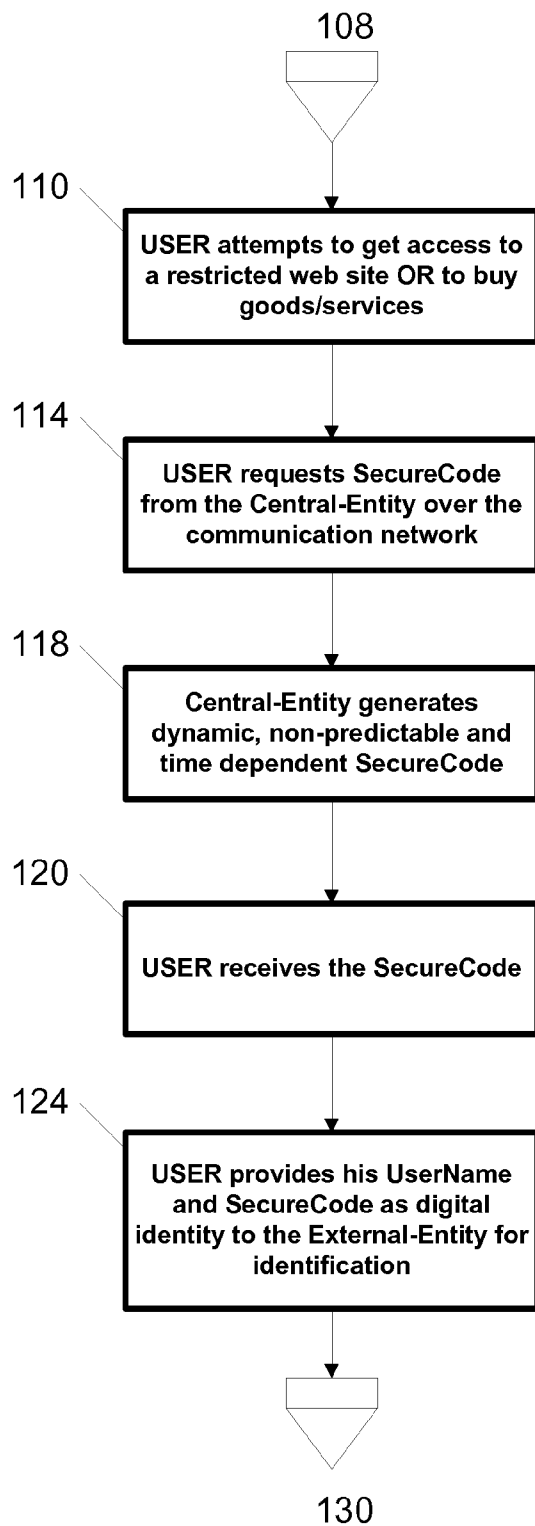 108
110
USER attempts to get access to
a restricted web site OR to buy
goods/services
114
USER requests SecureCode
from the Central-Entity over the
communication network
118
Central-Entity generates
dynamic, non-predictable and
time dependent SecureCode
120
USER receives the SecureCode
124
USER provides his UserName
and SecureCode as digital
identity to the External-Entity for
identification
130